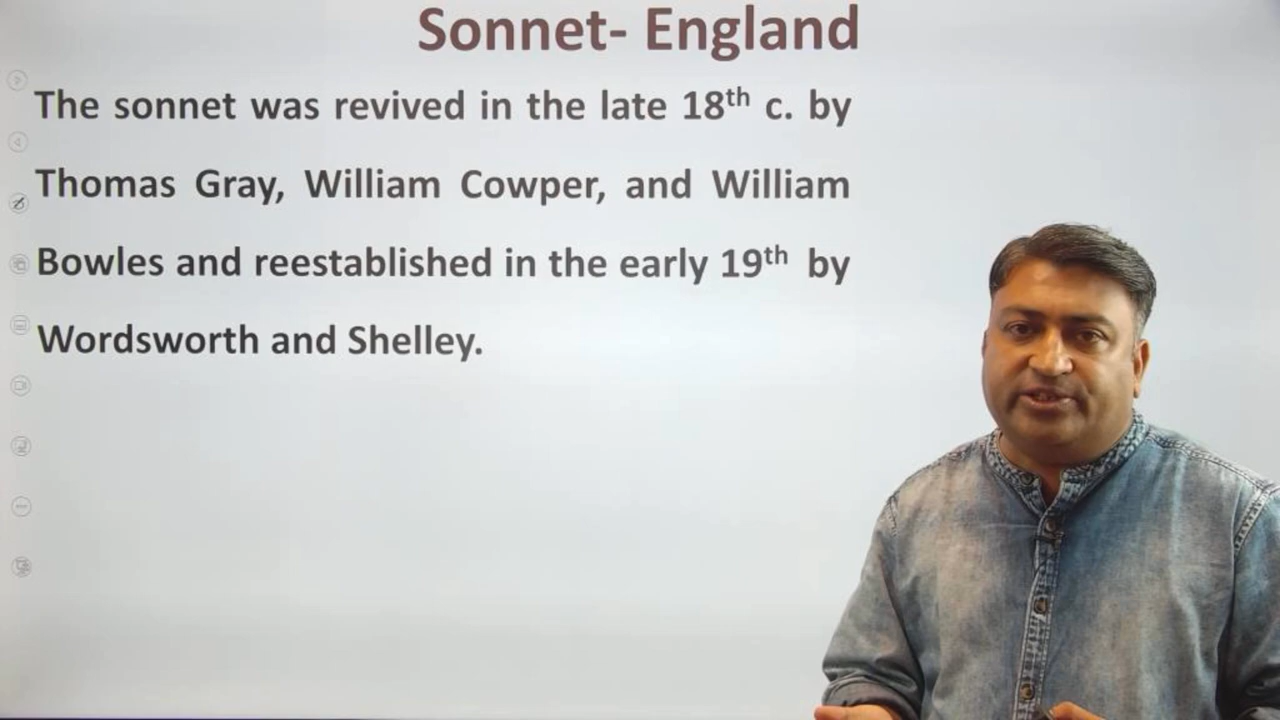 Sonnet- England
The sonnet was revived in the late 18th c. by
Thomas Gray, William Cowper, and William
Bowles and reestablished in the early 19th by
Wordsworth and Shelley.